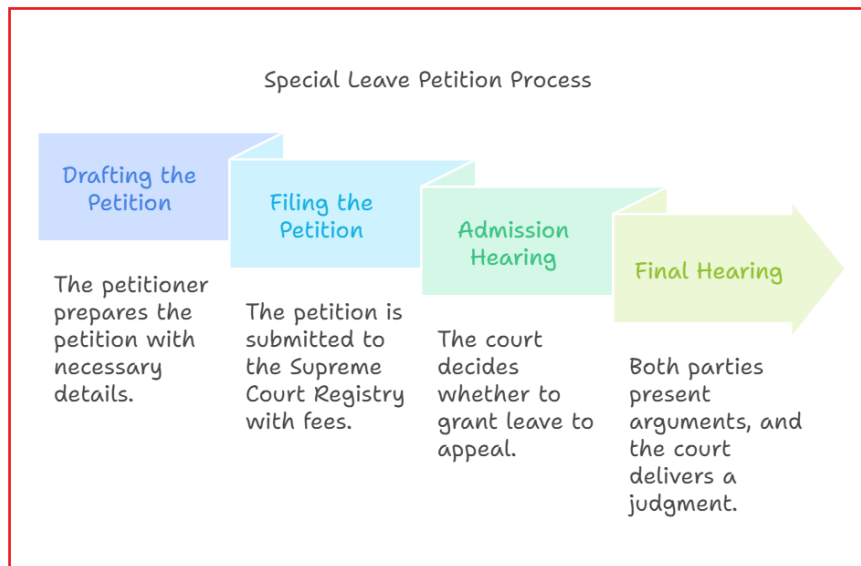 Special Leave Petition Process
Drafting the
Petition
The petitioner
prepares the
petition with
necessary
details.
Filing the
Petition
The petition is
submitted to
the Supreme
Court Registry
with fees.
Admission
Hearing
The court
decides
whether to
grant leave to
appeal.
Final Hearing
Both parties
present
arguments, and
the court
delivers a
judgment.